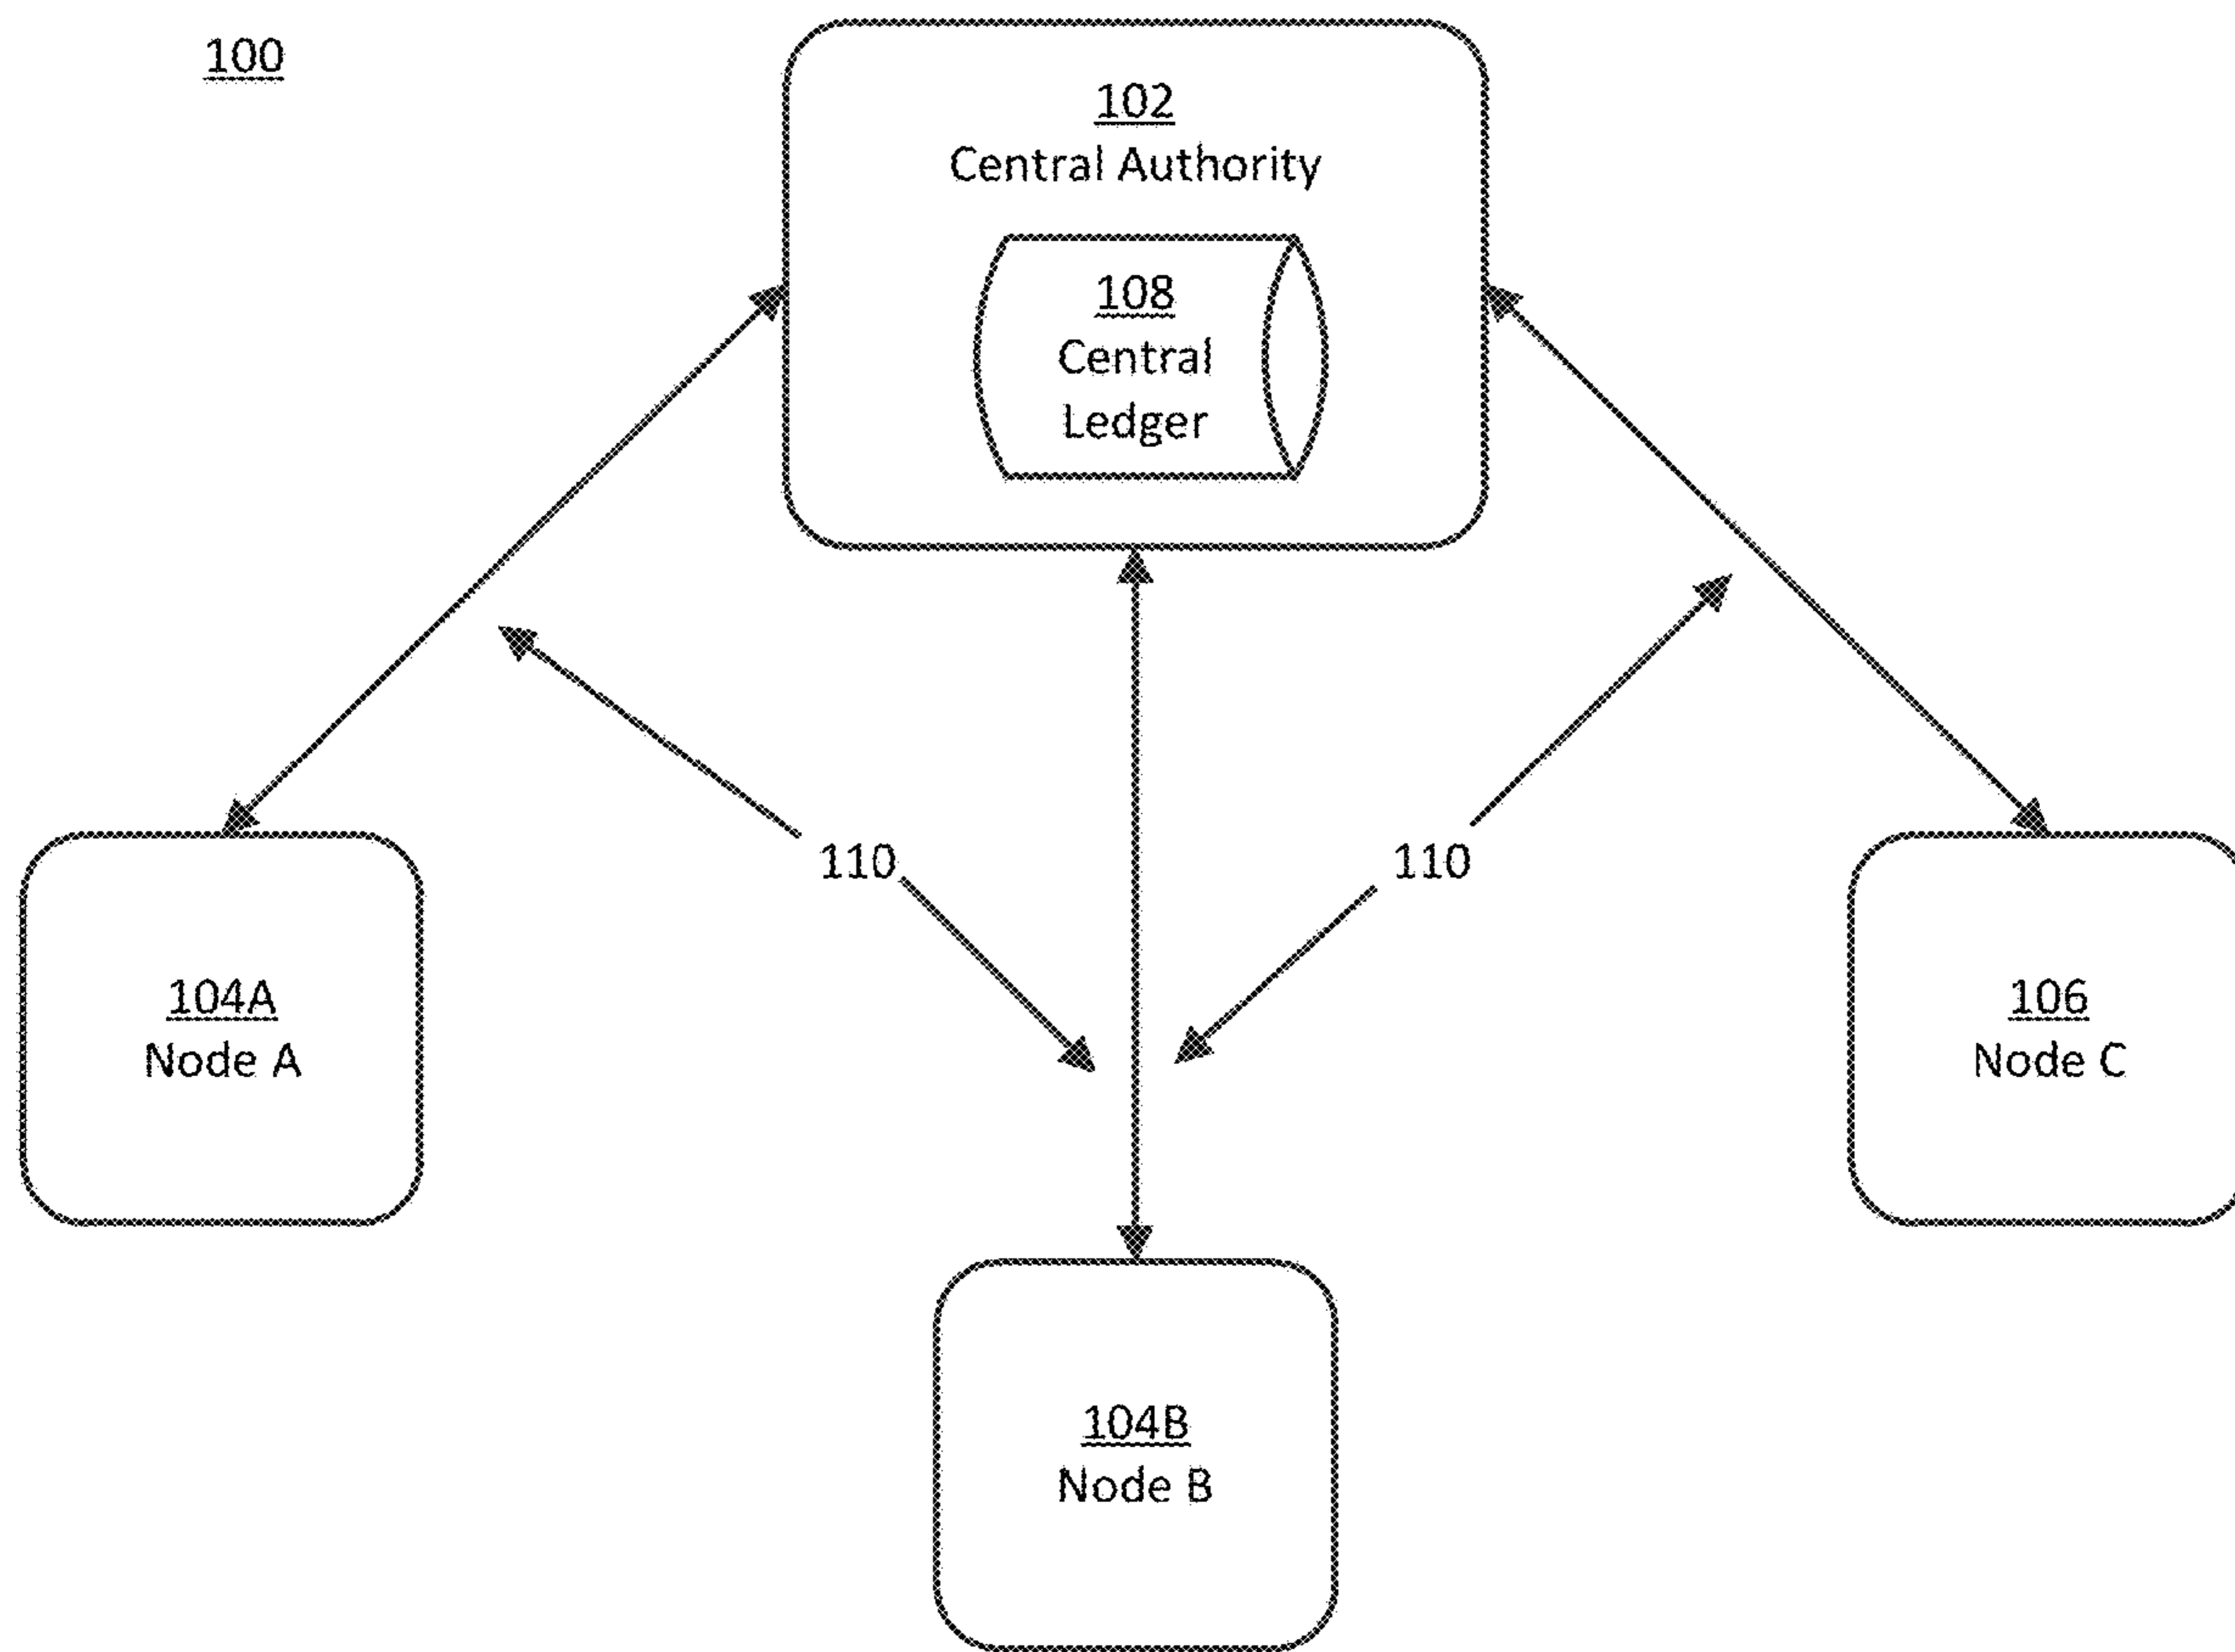 100
102
Central Authority
108
Central
Ledger
110
110
104A
Node A
106
Node C
104B
Node B